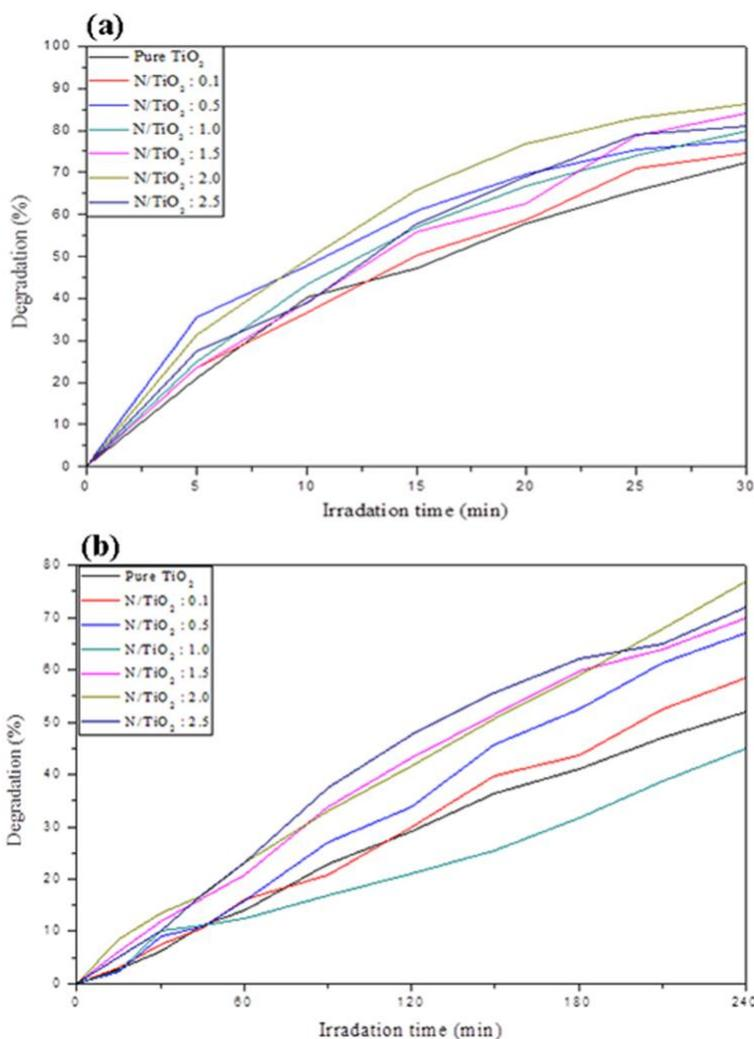 (a)
100
90
80
70
60
50
40
30
20
10
0
Degradation (%)
Pure TiO2
N/TiO2 : 0.1
N/TiO2 : 0.5
N/TiO2 : 1.0
N/TiO2 : 1.5
N/TiO2 : 2.0
N/TiO2 : 2.5
0 5 10 15 20 25 30
Irradation time (min)
(b)
80
70
60
50
40
30
20
10
0
Degradation (%)
Pure TiO2
N/TiO2 : 0.1
N/TiO2 : 0.5
N/TiO2 : 1.0
N/TiO2 : 1.5
N/TiO2 : 2.0
N/TiO2 : 2.5
0 60 120 180 240
Irradation time (min)